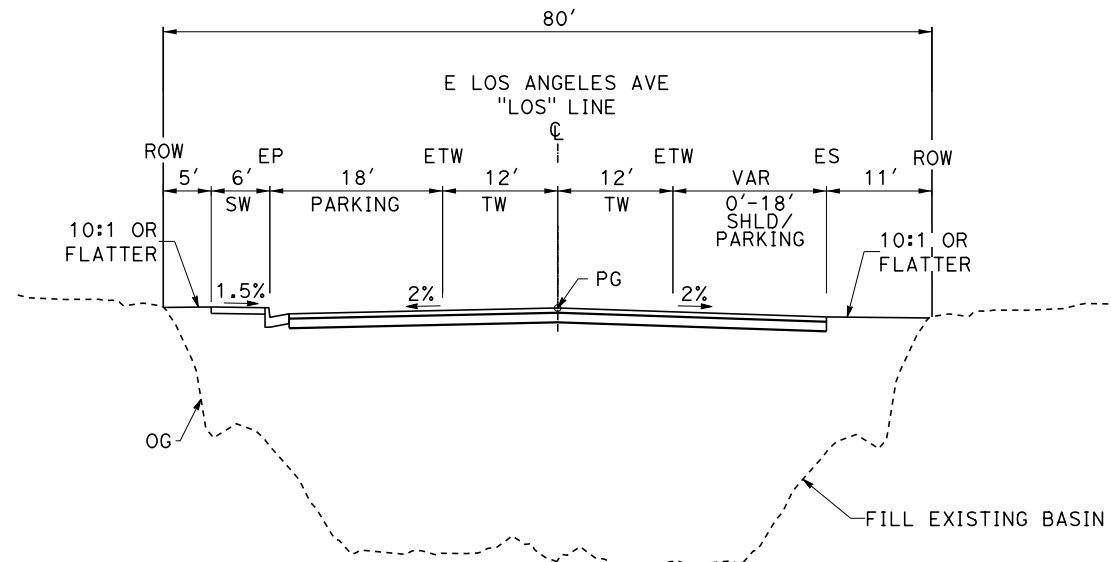 80'
E LOS ANGELES AVE
"LOS" LINE
℄
ROW
EP
ETW
ETW
ES
ROW
5'
6'
18'
12'
12'
VAR
11'
SW
PARKING
TW
TW
0'-18'
SHLD/
PARKING
10:1 OR
FLATTER
10:1 OR
FLATTER
1.5%
2%
PG
2%
OG
FILL EXISTING BASIN